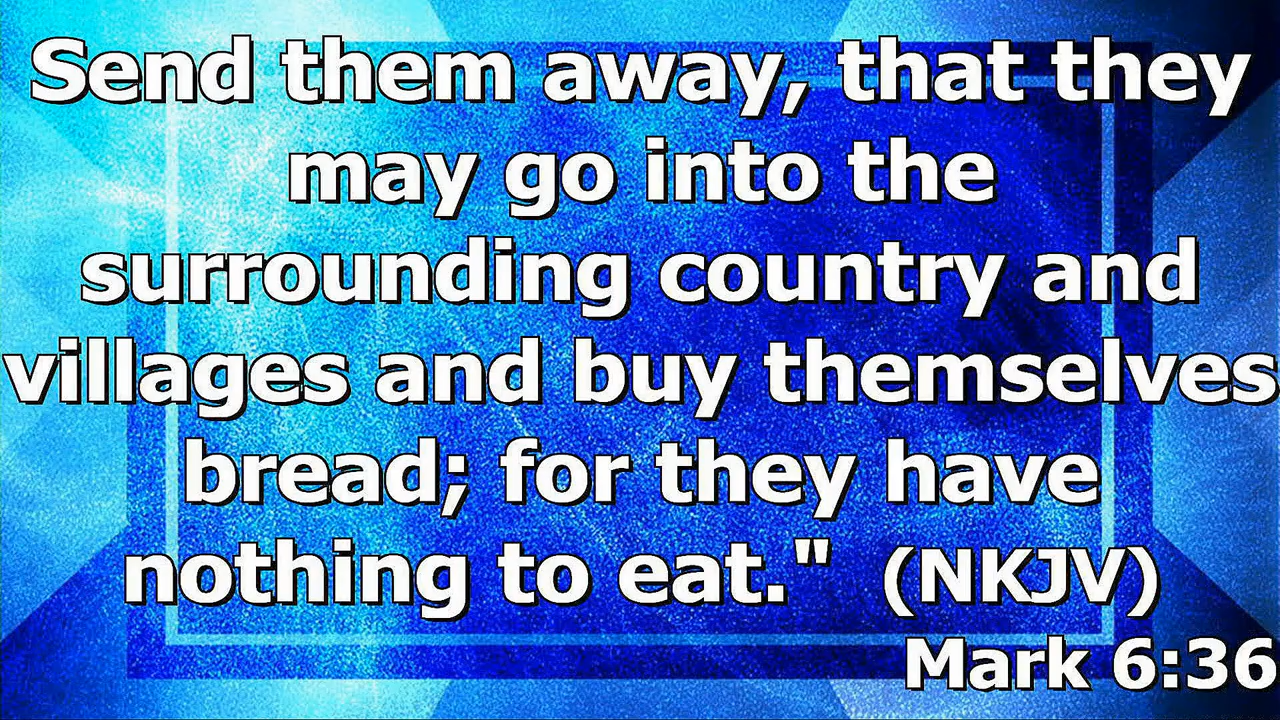 Send them away, that they
may go into the
surrounding country and
villages and buy themselves
bread; for they have
nothing to eat." (NKJV)
Mark 6:36